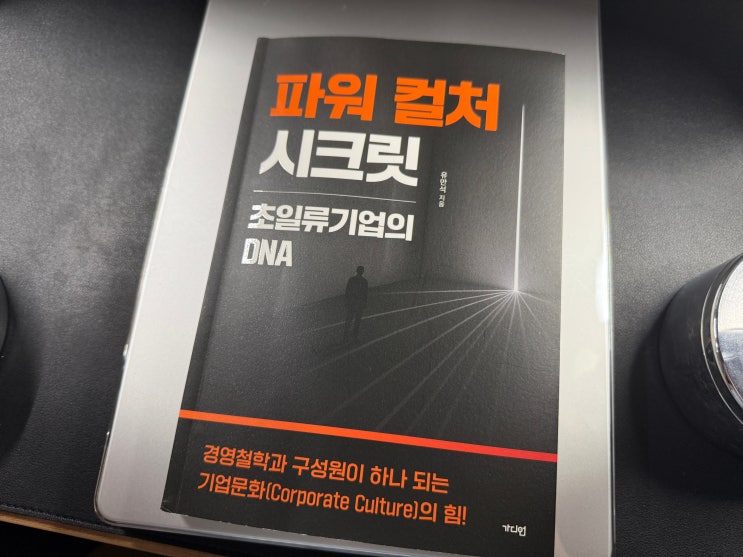 파워 컬처
시크릿
유만석 지음
초일류기업의
DNA
경영철학과 구성원이 하나 되는
기업문화(Corporate Culture)의 힘!
가디언